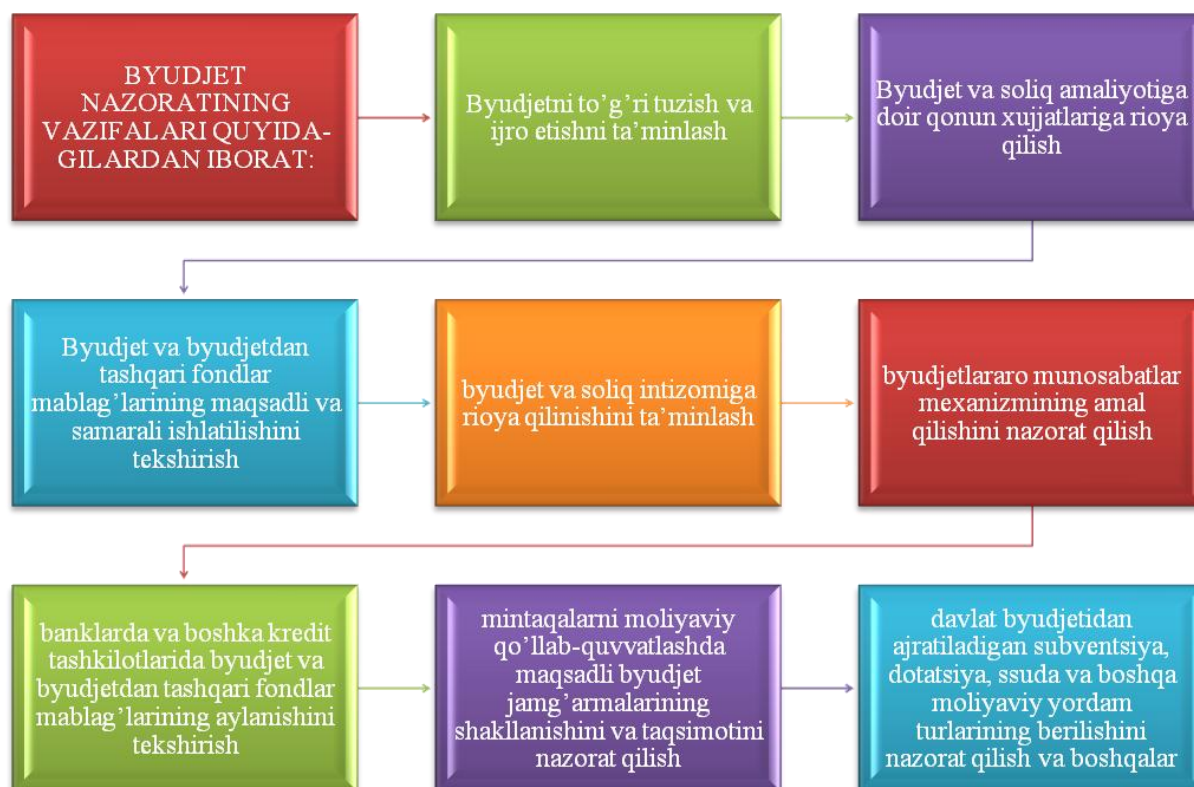 BYUDJET
NAZORATINING
VAZIFALARI QUYIDA-
GILARDAN IBORAT:
Byudjetni to’g’ri tuzish va
ijro etishni ta’minlash
Byudjet va soliq amaliyotiga
doir qonun xujjatlariga rioya
qilish
Byudjet va byudjetdan
tashqari fondlar
mablag’larining maqsadli va
samarali ishlatilishini
tekshirish
byudjet va soliq intizomiga
rioya qilinishini ta’minlash
byudjetlararo munosabatlar
mexanizmining amal
qilishini nazorat qilish
banklarda va boshka kredit
tashkilotlarida byudjet va
byudjetdan tashqari fondlar
mablag’larining aylanishini
tekshirish
mintaqalarni moliyaviy
qo’llab-quvvatlashda
maqsadli byudjet
jamg’armalarining
shakllanishini va taqsimotini
nazorat qilish
davlat byudjetidan
ajratiladigan subventsiya,
dotatsiya, ssuda va boshqa
moliyaviy yordam
turlarining berilishini
nazorat qilish va boshqalar